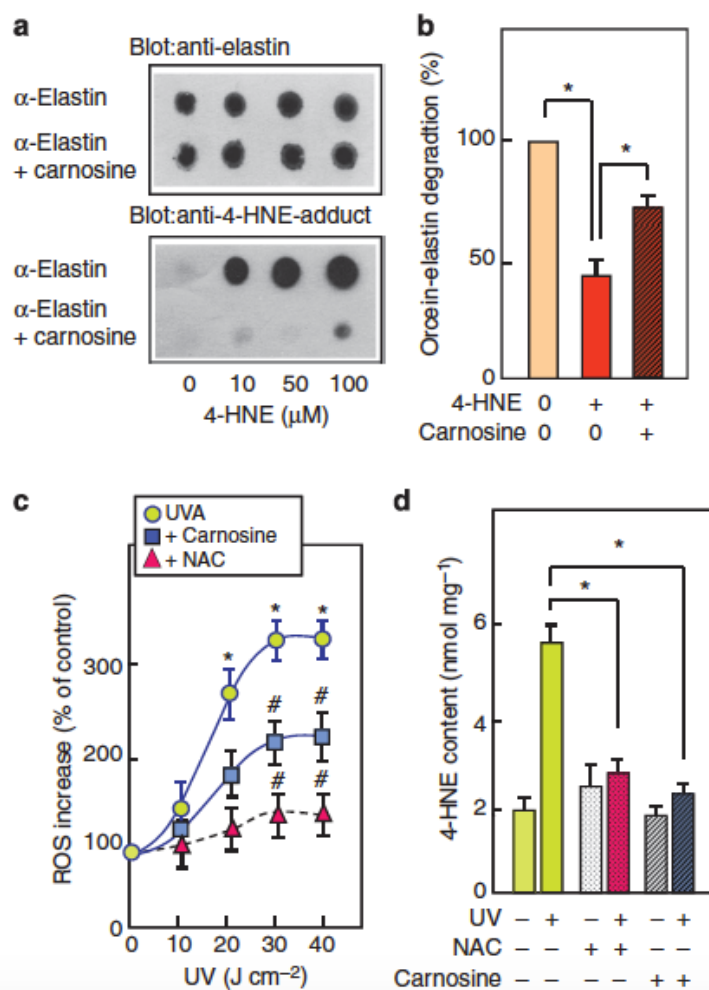 a
Blot:anti-elastin
α-Elastin
α-Elastin
+ carnosine
Blot:anti-4-HNE-adduct
α-Elastin
α-Elastin
+ carnosine
0 10 50 100
4-HNE (μM)
b
Orcein-elastin degradtion (%)
100
50
0
4-HNE 0 + +
Carnosine 0 0 +
* *
c
UVA
+ Carnosine
+ NAC
ROS increase (% of control)
300
200
100
0
* * *
# #
# #
0 10 20 30 40
UV (J cm⁻²)
d
4-HNE content (nmol mg⁻¹)
6
4
2
0
* *
UV – + – + – +
NAC – – + + – –
Carnosine – – – – + +